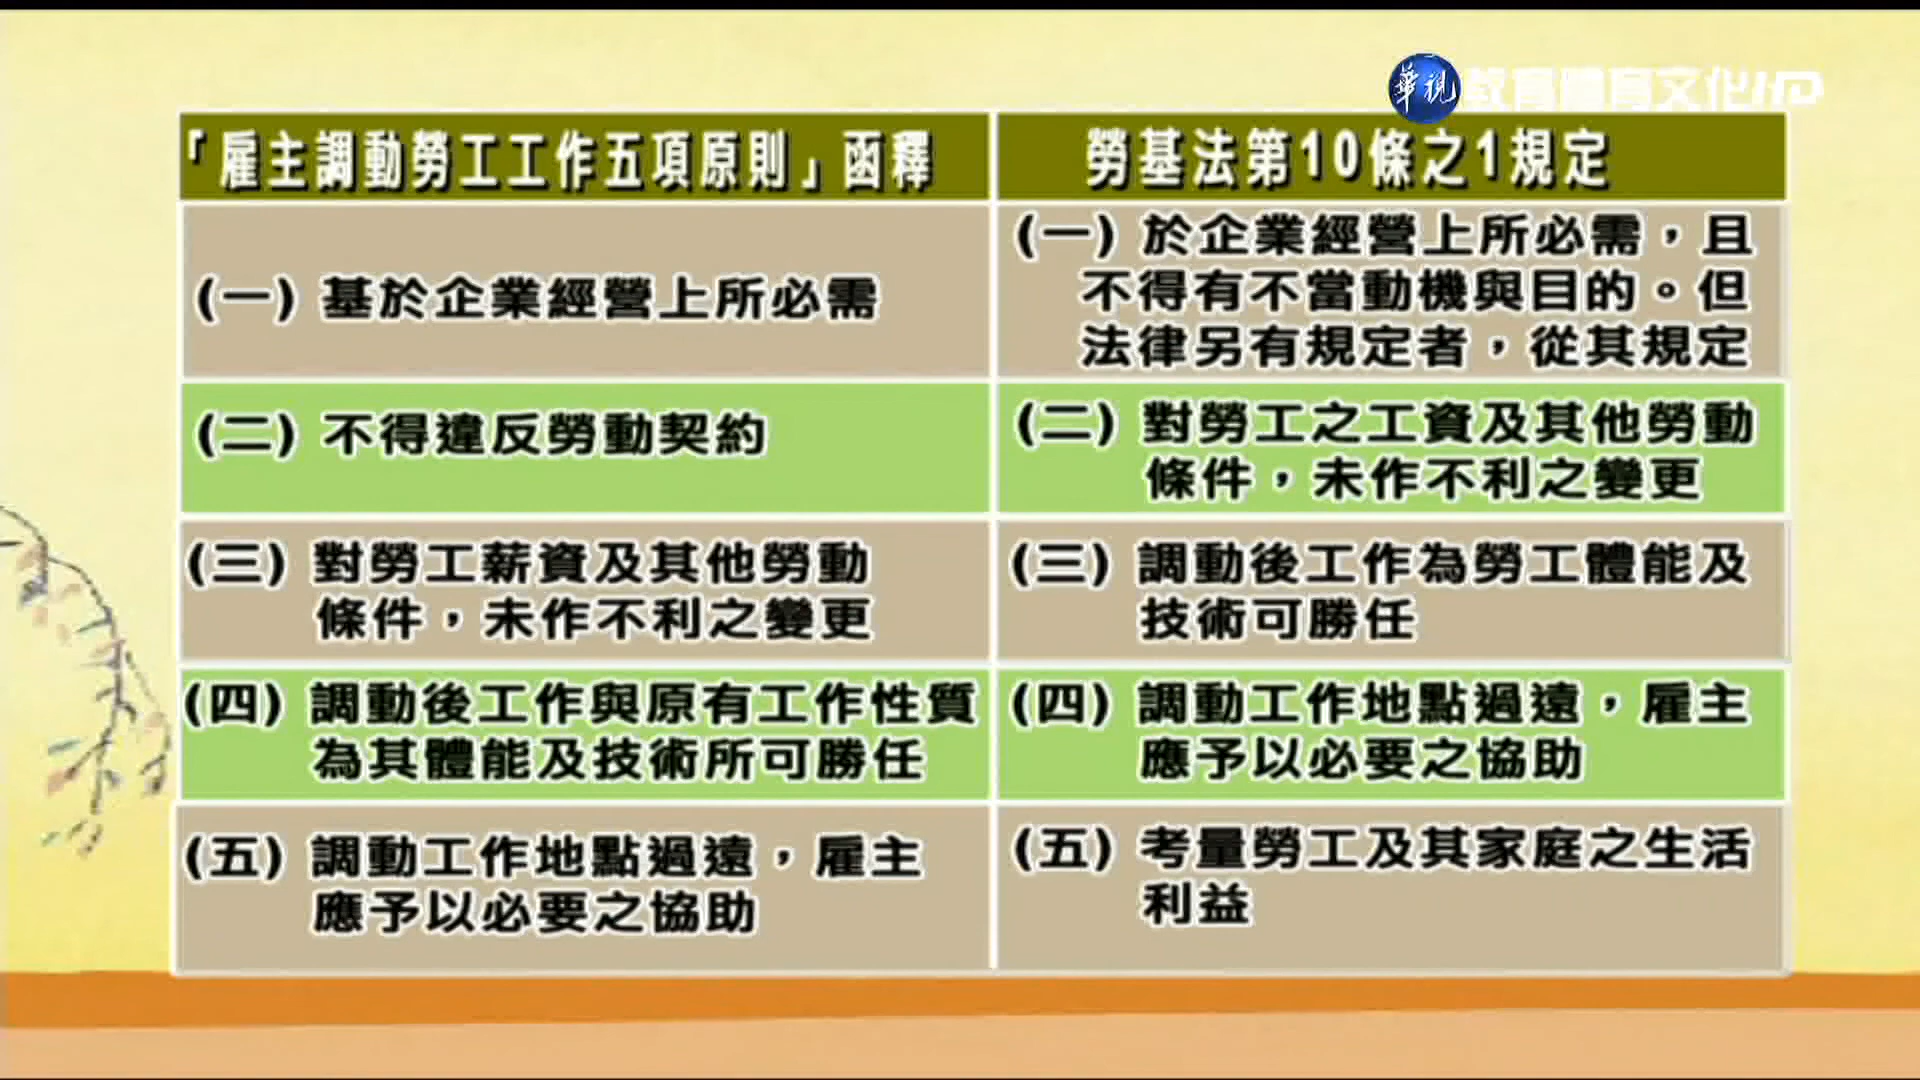 華視 教育體育文化HD
「雇主調動勞工工作五項原則」函釋
勞基法第10條之1規定
(一) 基於企業經營上所必需
(一) 於企業經營上所必需，且
不得有不當動機與目的。但
法律另有規定者，從其規定
(二) 不得違反勞動契約
(二) 對勞工之工資及其他勞動
條件，未作不利之變更
(三) 對勞工薪資及其他勞動
條件，未作不利之變更
(三) 調動後工作為勞工體能及
技術可勝任
(四) 調動後工作與原有工作性質
為其體能及技術所可勝任
(四) 調動工作地點過遠，雇主
應予以必要之協助
(五) 調動工作地點過遠，雇主
應予以必要之協助
(五) 考量勞工及其家庭之生活
利益